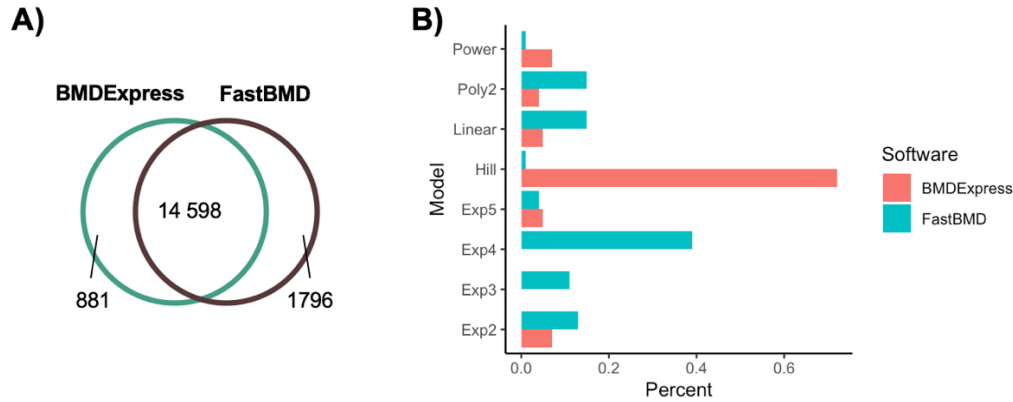 A)
BMDExpress FastBMD
14 598
881
1796
B)
Model
Power
Poly2
Linear
Hill
Exp5
Exp4
Exp3
Exp2
0.0 0.2 0.4 0.6
Percent
Software
BMDExpress
FastBMD